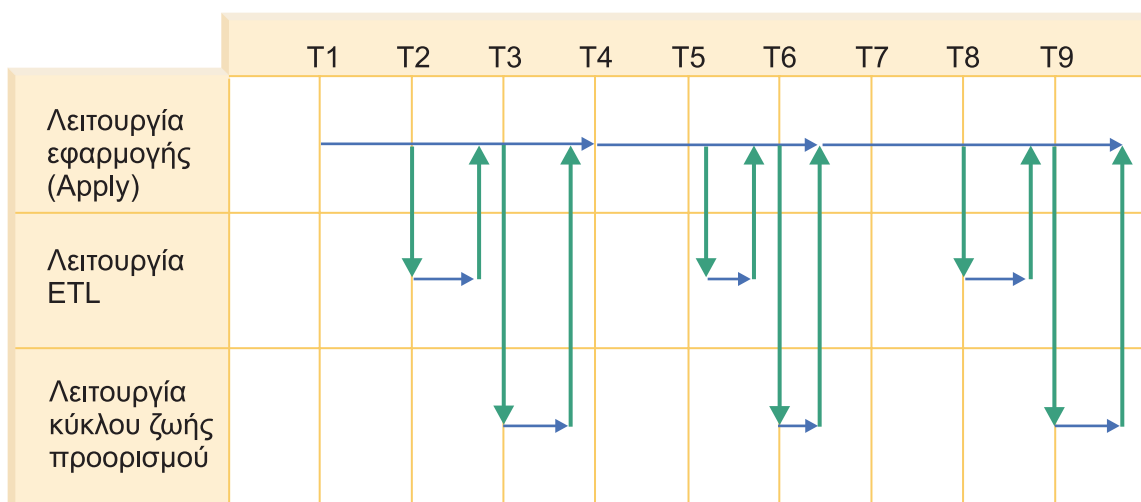 T1 T2 T3 T4 T5 T6 T7 T8 T9
Λειτουργία
εφαρμογής
(Apply)
Λειτουργία
ETL
Λειτουργία
κύκλου ζωής
προορισμού